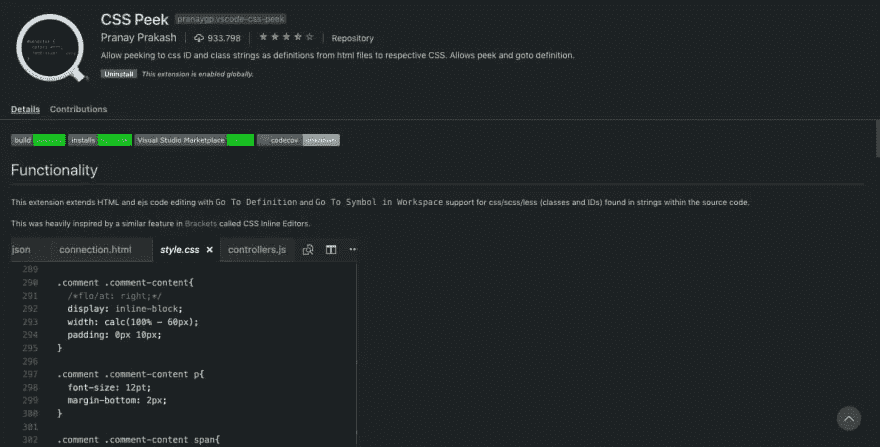 CSS Peek pranaygp.vscode-css-peek
Pranay Prakash 933.798 Repository
Allow peeking to css ID and class strings as definitions from html files to respective CSS. Allows peek and goto definition.
Uninstall This extension is enabled globally.
Details Contributions
build installs Visual Studio Marketplace codecov
Functionality
This extension extends HTML and ejs code editing with Go To Definition and Go To Symbol in Workspace support for css/scss/less (classes and IDs) found in strings within the source code.
This was heavily inspired by a similar feature in Brackets called CSS Inline Editors.
json connection.html style.css × controllers.js
289
290 .comment .comment-content{
291 /*flo/at: right;*/
292 display: inline-block;
293 width: calc(100% - 60px);
294 padding: 0px 10px;
295 }
296
297 .comment .comment-content p{
298 font-size: 12pt;
299 margin-bottom: 2px;
300 }
301
302 .comment .comment-content span{